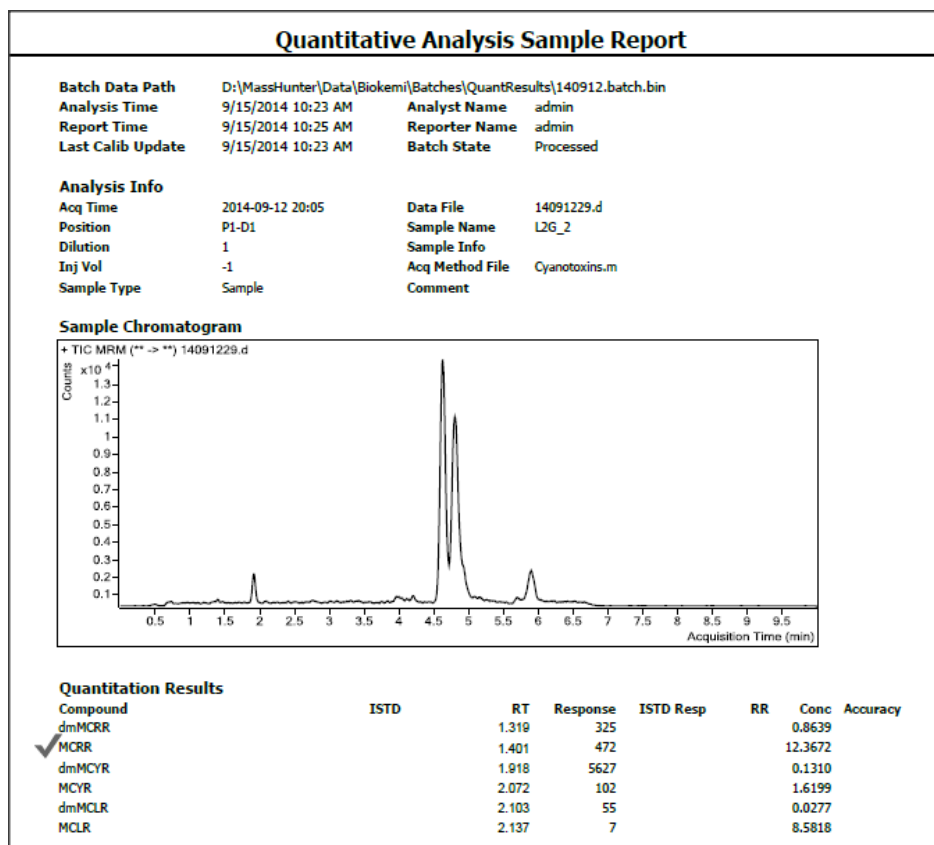 Quantitative Analysis Sample Report
Batch Data Path D:\MassHunter\Data\Biokemi\Batches\QuantResults\140912.batch.bin
Analysis Time 9/15/2014 10:23 AM Analyst Name admin
Report Time 9/15/2014 10:25 AM Reporter Name admin
Last Calib Update 9/15/2014 10:23 AM Batch State Processed
Analysis Info
Acq Time 2014-09-12 20:05 Data File 14091229.d
Position P1-D1 Sample Name L2G_2
Dilution 1 Sample Info
Inj Vol -1 Acq Method File Cyanotoxins.m
Sample Type Sample Comment
Sample Chromatogram
+ TIC MRM (** -> **) 14091229.d
Counts
x10 4
1.3
1.2
1.1
1
0.9
0.8
0.7
0.6
0.5
0.4
0.3
0.2
0.1
0.5 1 1.5 2 2.5 3 3.5 4 4.5 5 5.5 6 6.5 7 7.5 8 8.5 9 9.5
Acquisition Time (min)
Quantitation Results
Compound ISTD RT Response ISTD Resp RR Conc Accuracy
dmMCRR 1.319 325 0.8639
MCRR 1.401 472 12.3672
dmMCYR 1.918 5627 0.1310
MCYR 2.072 102 1.6199
dmMCLR 2.103 55 0.0277
MCLR 2.137 7 8.5818